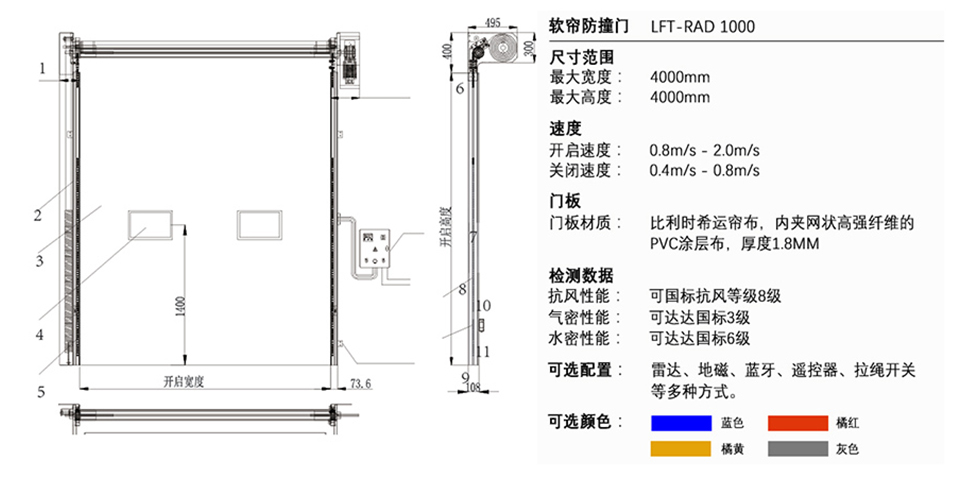 1
2
3
4
5
1400
开启宽度
73.6
495
400
300
6
开启高度
7
8
10
11
9
108
软帘防撞门 LFT-RAD 1000
尺寸范围
最大宽度： 4000mm
最大高度： 4000mm
速度
开启速度： 0.8m/s - 2.0m/s
关闭速度： 0.4m/s - 0.8m/s
门板
门板材质： 比利时希运帘布，内夹网状高强纤维的
PVC涂层布，厚度1.8MM
检测数据
抗风性能： 可国标抗风等级8级
气密性能： 可达达国标3级
水密性能： 可达达国标6级
可选配置： 雷达、地磁、蓝牙、遥控器、拉绳开关
等多种方式。
可选颜色： 蓝色 橘红
橘黄 灰色